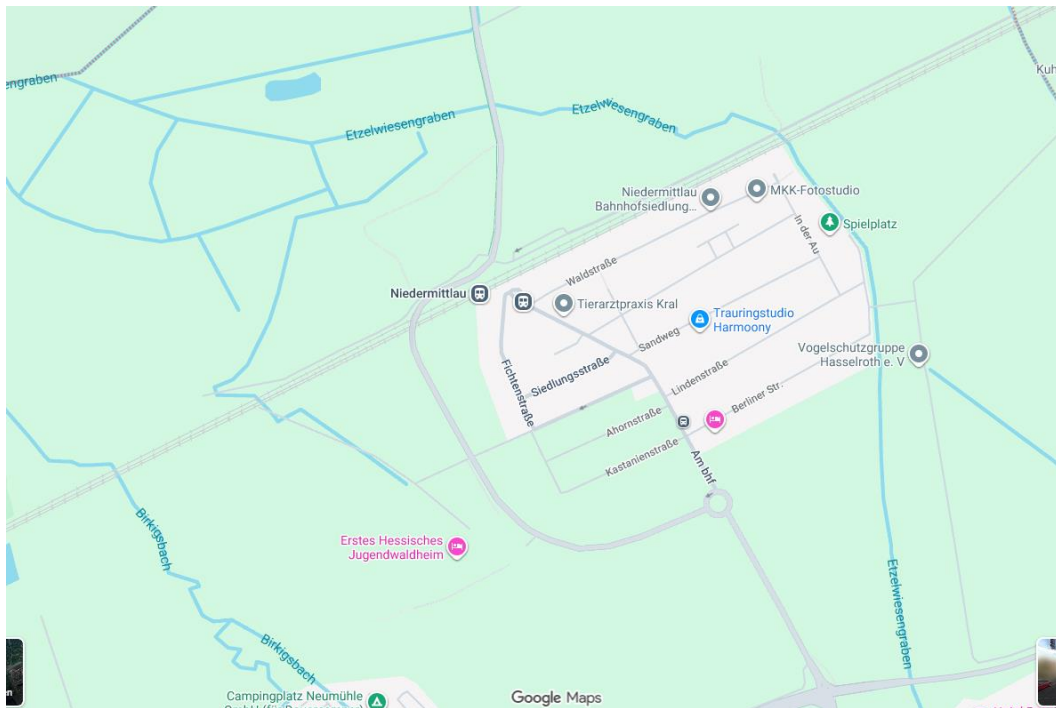 Kuh
engraben
Etzelwiesengraben
Etzelwiesengraben
Niedermittlau
Bahnhofsiedlung...
MKK-Fotostudio
In der Au
Spielplatz
Waldstraße
Niedermittlau
Tierarztpraxis Kral
Trauringstudio
Harmoony
Sandweg
Vogelschutzgruppe
Hasselroth e. V
Fichtenstraße
Siedlungsstraße
Lindenstraße
Berliner Str.
Ahornstraße
Kastanienstraße
Am bhf
Birkigsbach
Erstes Hessisches
Jugendwaldheim
Etzelwiesengraben
Birkigsbach
en
Campingplatz Neumühle
Google Maps